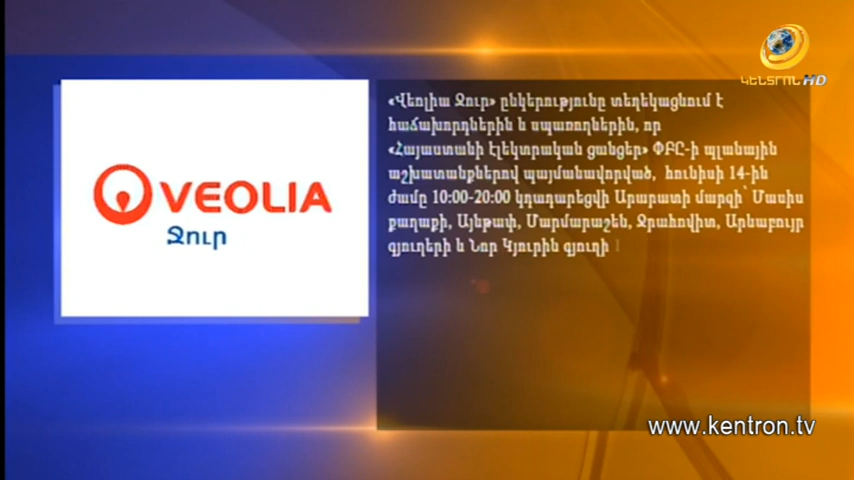 ԿԵՆՏՐՈՆ HD
VEOLIA
Ջուր
«Վեոլիա Ջուր» ընկերությունը տեղեկացնում է
հաճախորդներին և սպառողներին, որ
«Հայաստանի էլեկտրական ցանցեր» ՓԲԸ-ի պլանային
աշխատանքներով պայմանավորված, հունիսի 14-ին
ժամը 10:00-20:00 կդադարեցվի Արարատի մարզի՝ Մասիս
քաղաքի, Այնթափ, Մարմարաշեն, Ջրահովիտ, Արևաբույր
գյուղերի և Նոր Կյուրին գյուղի
www.kentron.tv